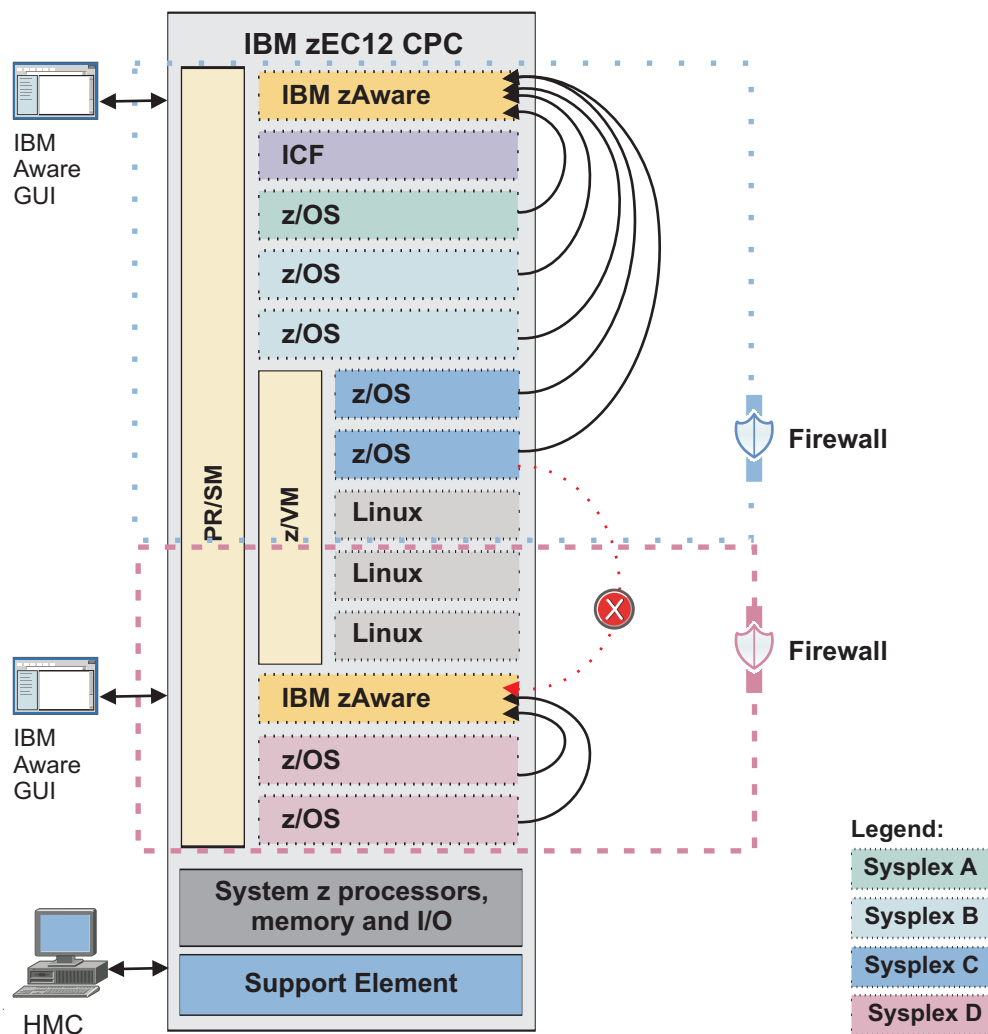 IBM zEC12 CPC
IBM
Aware
GUI
PR/SM
IBM zAware
ICF
z/OS
z/OS
z/OS
z/VM
z/OS
z/OS
Linux
Linux
Linux
Firewall
Firewall
IBM
Aware
GUI
IBM zAware
z/OS
z/OS
System z processors,
memory and I/O
Support Element
HMC
Legend:
Sysplex A
Sysplex B
Sysplex C
Sysplex D